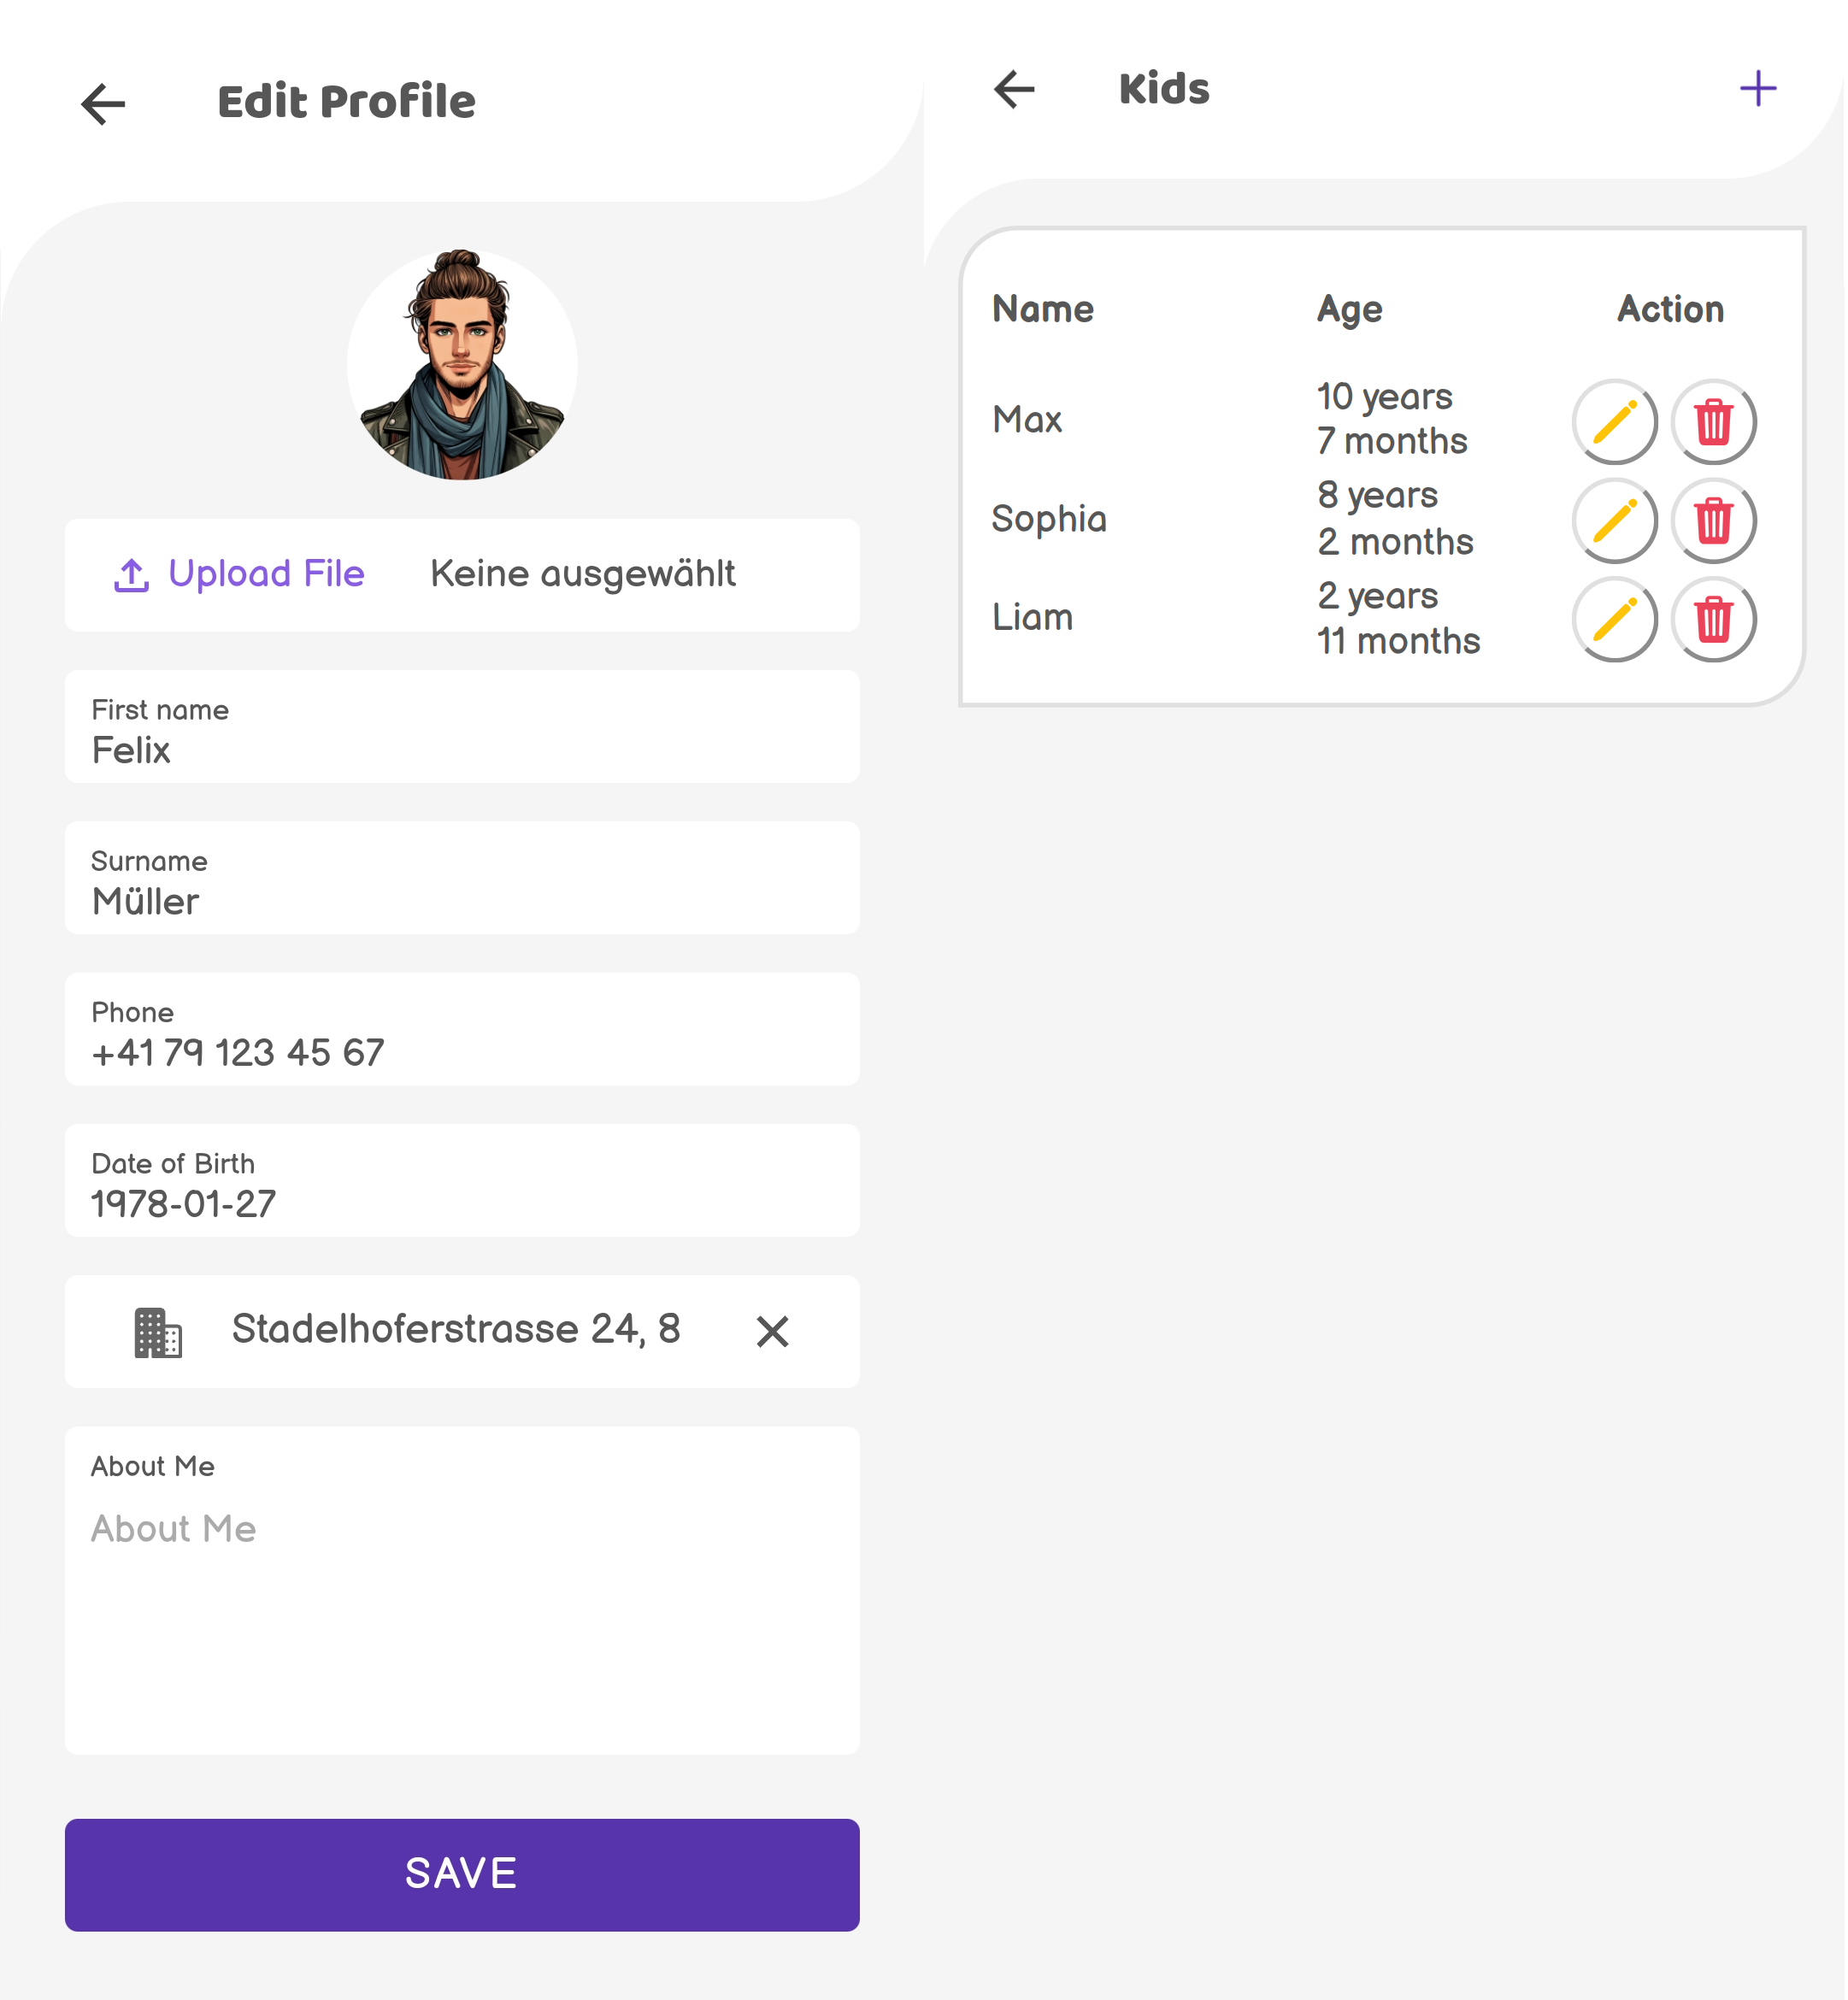 Edit Profile
Upload File Keine ausgewählt
First name
Felix
Surname
Müller
Phone
+41 79 123 45 67
Date of Birth
1978-01-27
Stadelhoferstrasse 24, 8
About Me
About Me
SAVE
Kids
Name Age Action
Max 10 years
7 months
Sophia 8 years
2 months
Liam 2 years
11 months